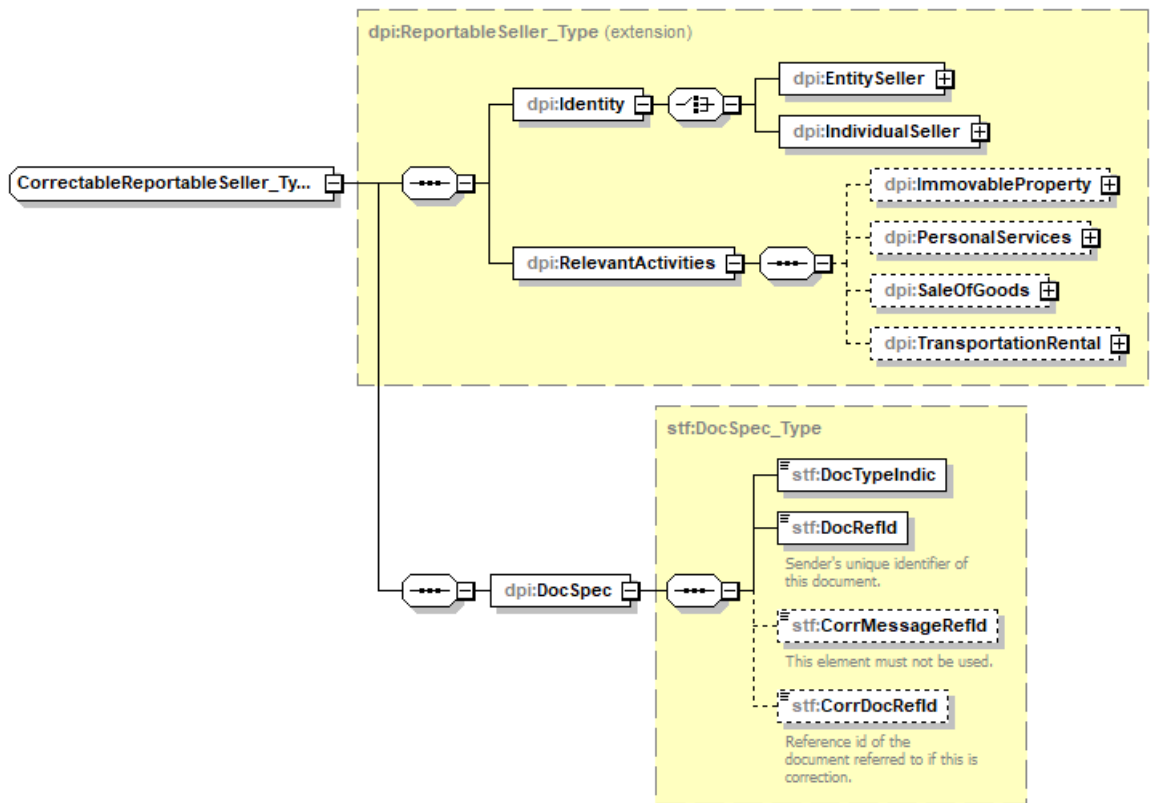 dpi:ReportableSeller_Type (extension)
dpi:EntitySeller
dpi:Identity
dpi:IndividualSeller
CorrectableReportableSeller_Ty...
dpi:ImmovableProperty
dpi:PersonalServices
dpi:RelevantActivities
dpi:SaleOfGoods
dpi:TransportationRental
stf:DocSpec_Type
stf:DocTypeIndic
stf:DocRefId
Sender's unique identifier of
this document.
dpi:DocSpec
stf:CorrMessageRefId
This element must not be used.
stf:CorrDocRefId
Reference id of the
document referred to if this is
correction.